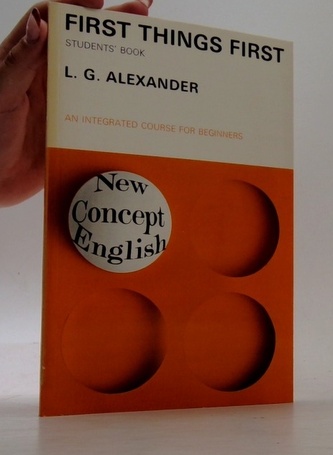 FIRST THINGS FIRST
STUDENTS' BOOK
L. G. ALEXANDER
AN INTEGRATED COURSE FOR BEGINNERS
New
Concept
English